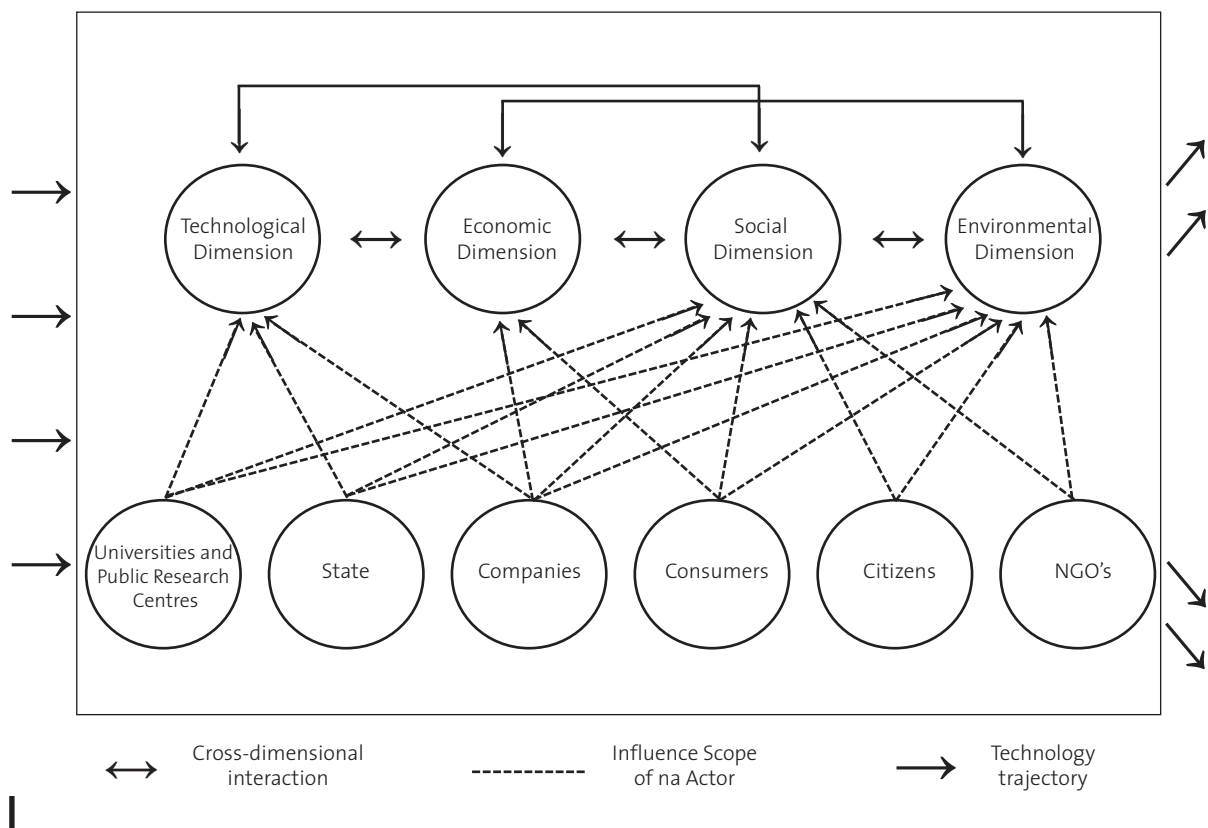 Technological
Dimension
Economic
Dimension
Social
Dimension
Environmental
Dimension
Universities and
Public Research
Centres
State
Companies
Consumers
Citizens
NGO's
Cross-dimensional
interaction
Influence Scope
of na Actor
Technology
trajectory